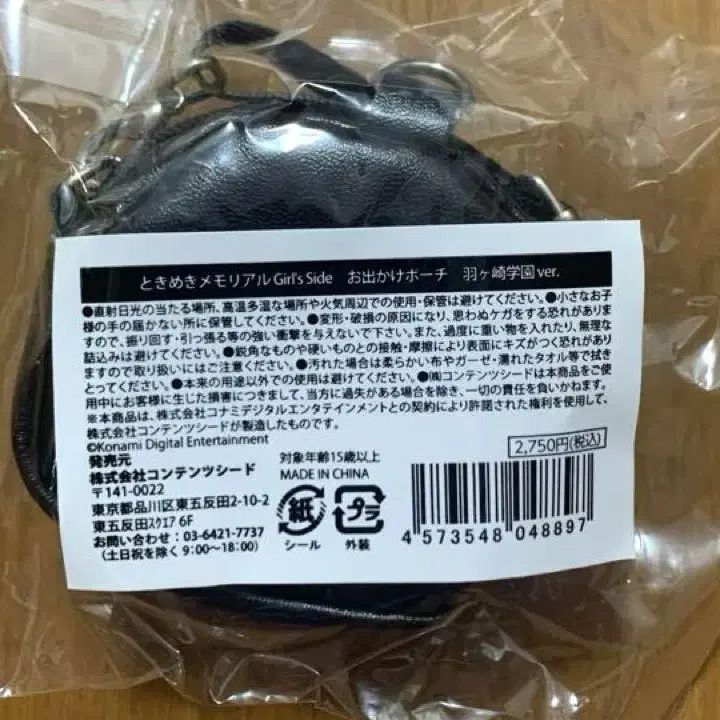 ときめきメモリアル Girl's Side　お出かけポーチ　羽ヶ崎学園 ver.
●直射日光の当たる場所、高温多湿な場所や火気周辺での使用・保管は避けてください。●小さなお子
様の手の届かない所に保管してください。●変形・破損の原因になり、思わぬケガをする恐れがありま
すので、振り回す・引っ張る等の強い衝撃を与えないで下さい。また、過度に重い物を入れたり、無理な
詰込みは避けてください。●鋭角なものや硬いものとの接触・摩擦により表面にキズがつく恐れがあり
ますので取り扱いにはご注意ください。●汚れた場合は柔らかい布やガーゼ・濡れたタオル等で拭き
とってください。●本来の用途以外での使用は避けてください。●㈱コンテンツシードは本商品をご使
用中にお客様に生じた損害につきまして、当方に過失がある場合を除き、一切の責任を負いかねます。
※本商品は、株式会社コナミデジタルエンタテインメントとの契約により許諾された権利を使用して、
株式会社コンテンツシードが製造したものです。
©Konami Digital Entertainment
発売元
株式会社コンテンツシード
〒141-0022
東京都品川区東五反田2-10-2
東五反田ｽｸｴｱ 6F
お問い合わせ：03-6421-7737
(土日祝を除く 9:00～18:00)
対象年齢15歳以上
MADE IN CHINA
紙
シール
プラ
外装
2,750円(税込)
4 573548 048897